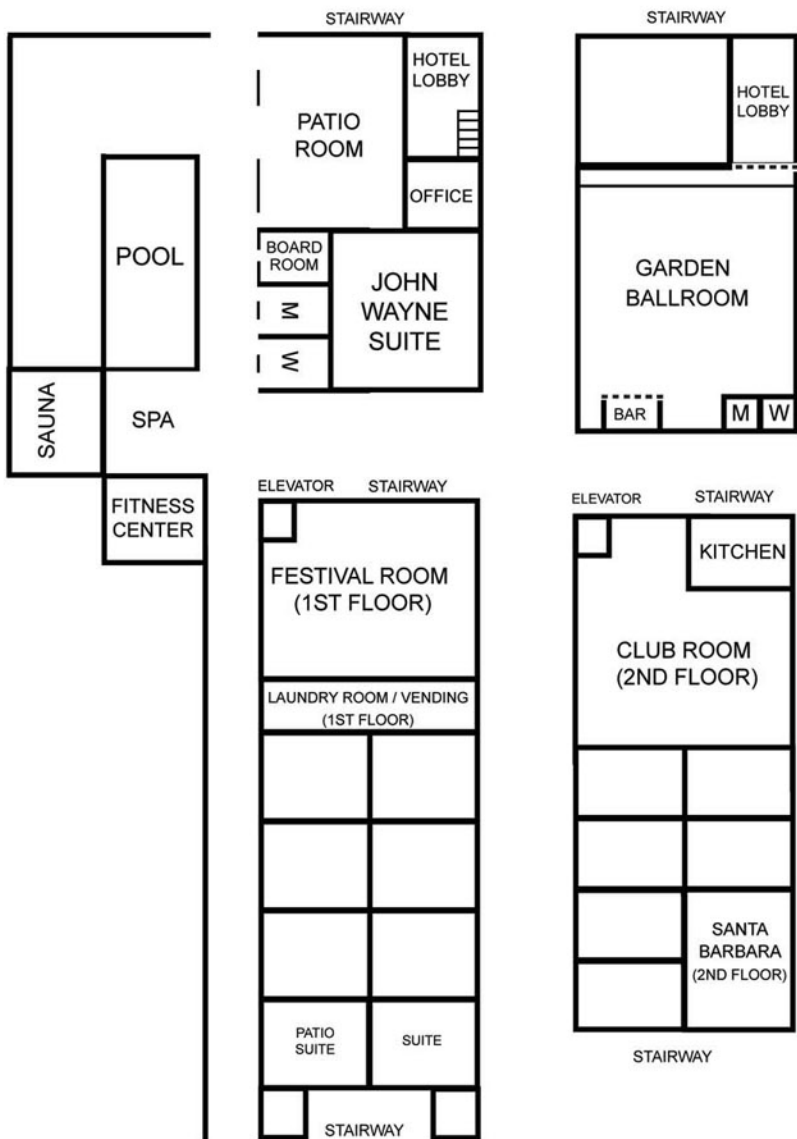 STAIRWAY
HOTEL
LOBBY
PATIO
ROOM
OFFICE
POOL
BOARD
ROOM
JOHN
WAYNE
SUITE
M
W
SAUNA
SPA
FITNESS
CENTER
STAIRWAY
HOTEL
LOBBY
GARDEN
BALLROOM
BAR
M
W
ELEVATOR
STAIRWAY
FESTIVAL ROOM
(1ST FLOOR)
LAUNDRY ROOM / VENDING
(1ST FLOOR)
PATIO
SUITE
SUITE
STAIRWAY
ELEVATOR
STAIRWAY
KITCHEN
CLUB ROOM
(2ND FLOOR)
SANTA
BARBARA
(2ND FLOOR)
STAIRWAY